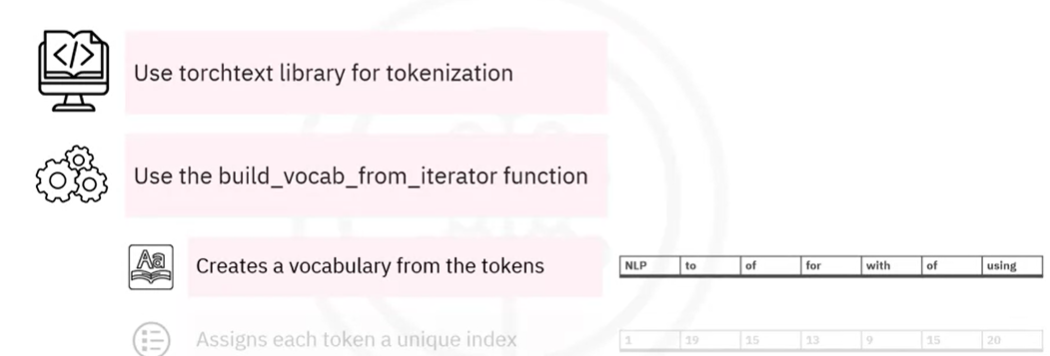 </>
Use torchtext library for tokenization
Use the build_vocab_from_iterator function
Aa
Creates a vocabulary from the tokens
NLP to of for with of using
Assigns each token a unique index
1 19 15 13 9 15 20